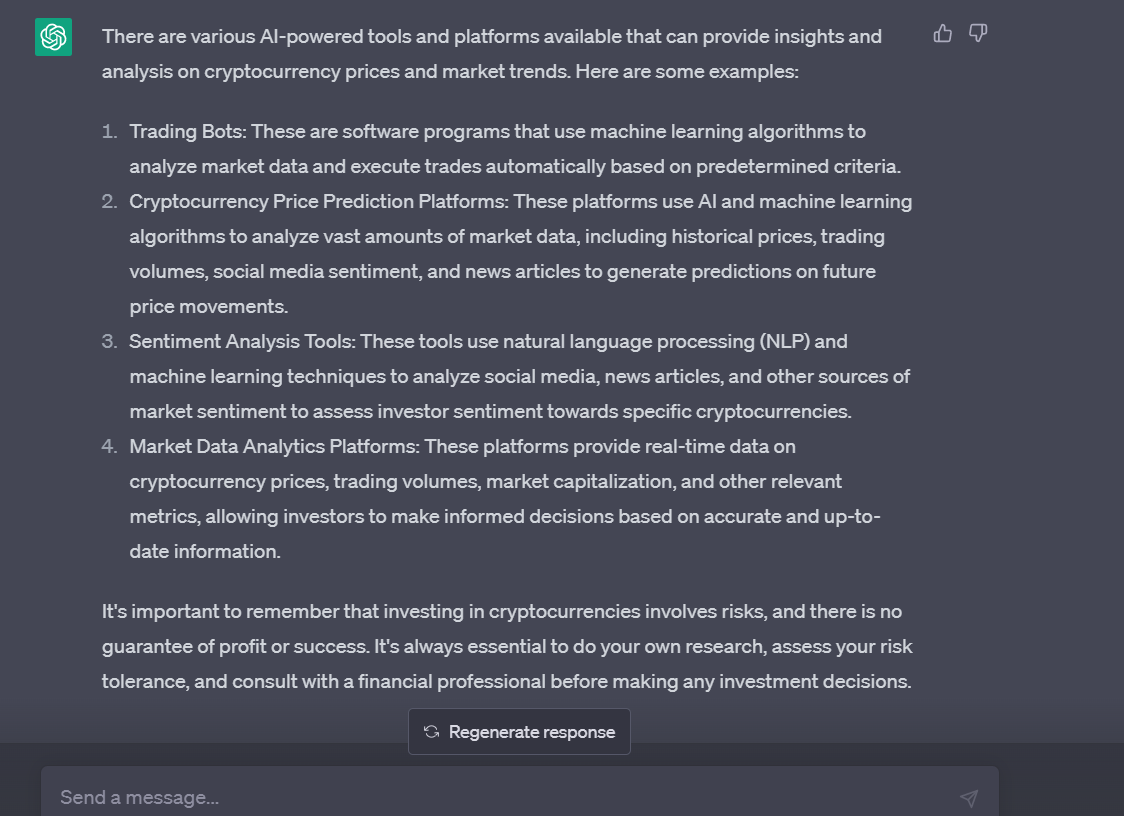 There are various AI-powered tools and platforms available that can provide insights and
analysis on cryptocurrency prices and market trends. Here are some examples:
1. Trading Bots: These are software programs that use machine learning algorithms to
analyze market data and execute trades automatically based on predetermined criteria.
2. Cryptocurrency Price Prediction Platforms: These platforms use AI and machine learning
algorithms to analyze vast amounts of market data, including historical prices, trading
volumes, social media sentiment, and news articles to generate predictions on future
price movements.
3. Sentiment Analysis Tools: These tools use natural language processing (NLP) and
machine learning techniques to analyze social media, news articles, and other sources of
market sentiment to assess investor sentiment towards specific cryptocurrencies.
4. Market Data Analytics Platforms: These platforms provide real-time data on
cryptocurrency prices, trading volumes, market capitalization, and other relevant
metrics, allowing investors to make informed decisions based on accurate and up-to-
date information.
It's important to remember that investing in cryptocurrencies involves risks, and there is no
guarantee of profit or success. It's always essential to do your own research, assess your risk
tolerance, and consult with a financial professional before making any investment decisions.
Regenerate response
Send a message...